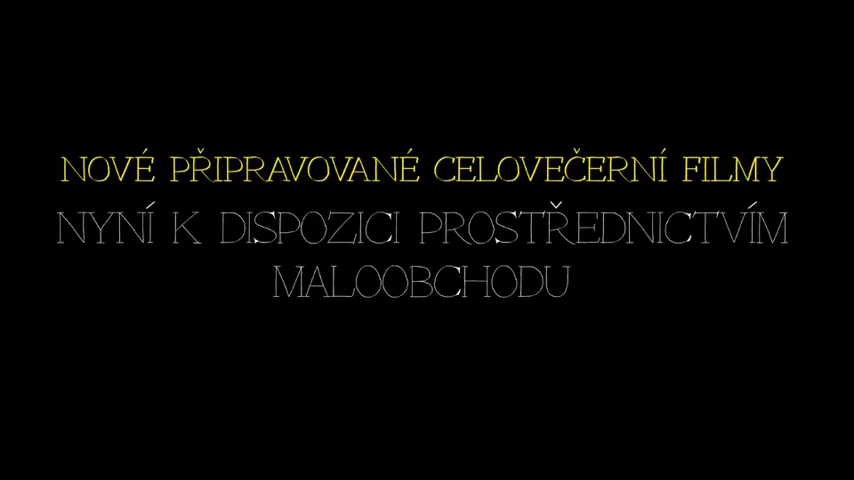 NOVÉ PŘIPRAVOVANÉ CELOVEČERNÍ FILMY
NYNÍ K DISPOZICI PROSTŘEDNICTVÍM
MALOOBCHODU